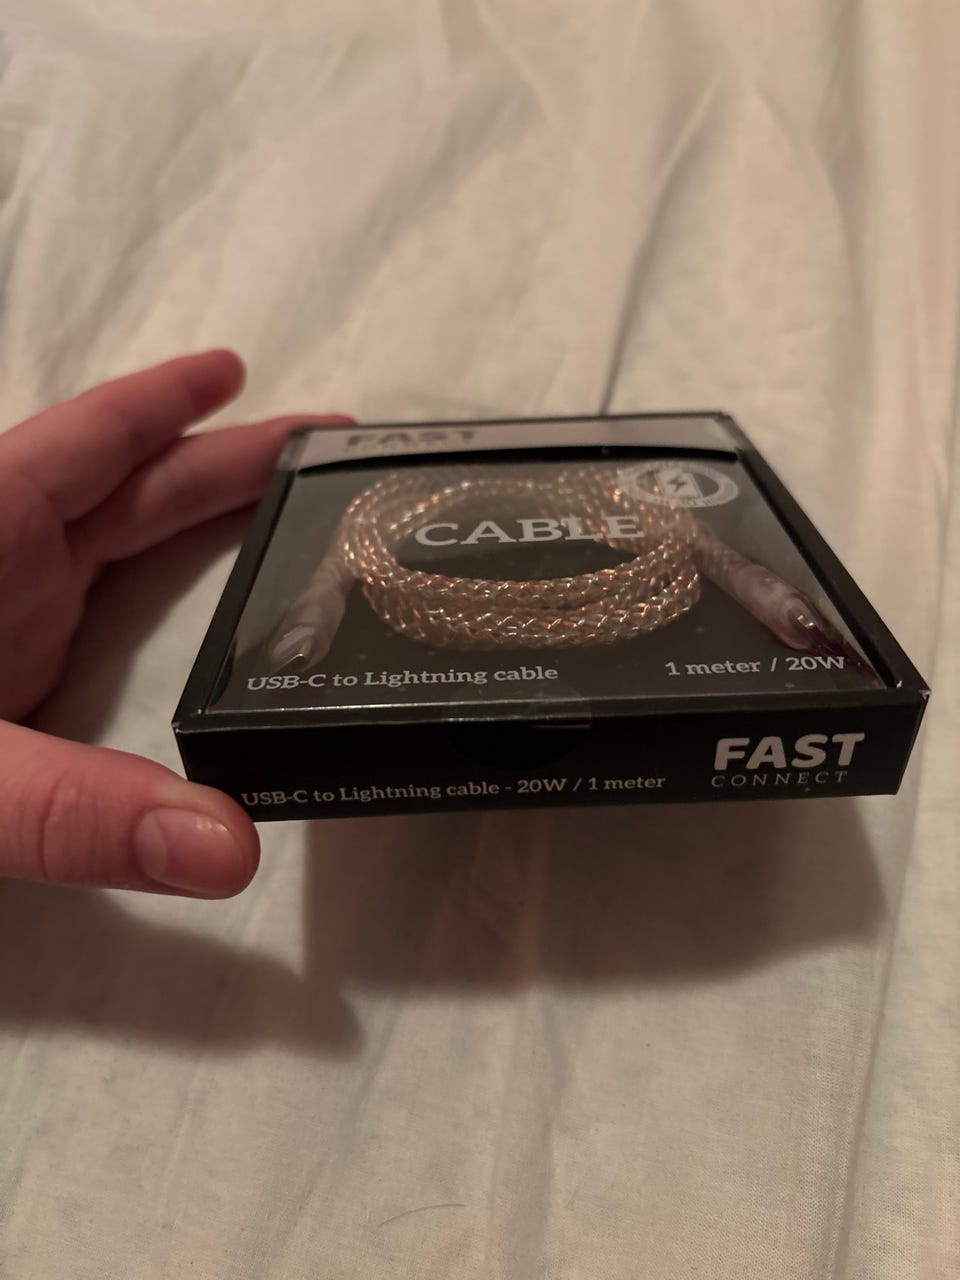 FAST
CABLE
USB-C to Lightning cable
1 meter / 20W
USB-C to Lightning cable - 20W / 1 meter
FAST
CONNECT